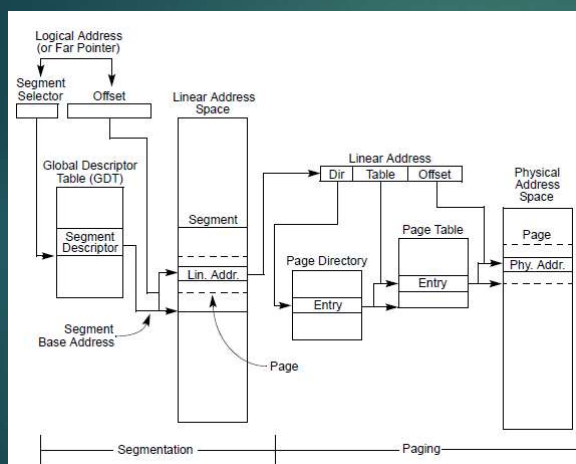 Logical Address
(or Far Pointer)
Segment
Selector
Offset
Linear Address
Space
Global Descriptor
Table (GDT)
Segment
Descriptor
Segment
Lin. Addr.
Segment
Base Address
Page
Linear Address
Dir Table Offset
Page Directory
Entry
Page Table
Entry
Physical
Address
Space
Page
Phy. Addr.
Segmentation
Paging